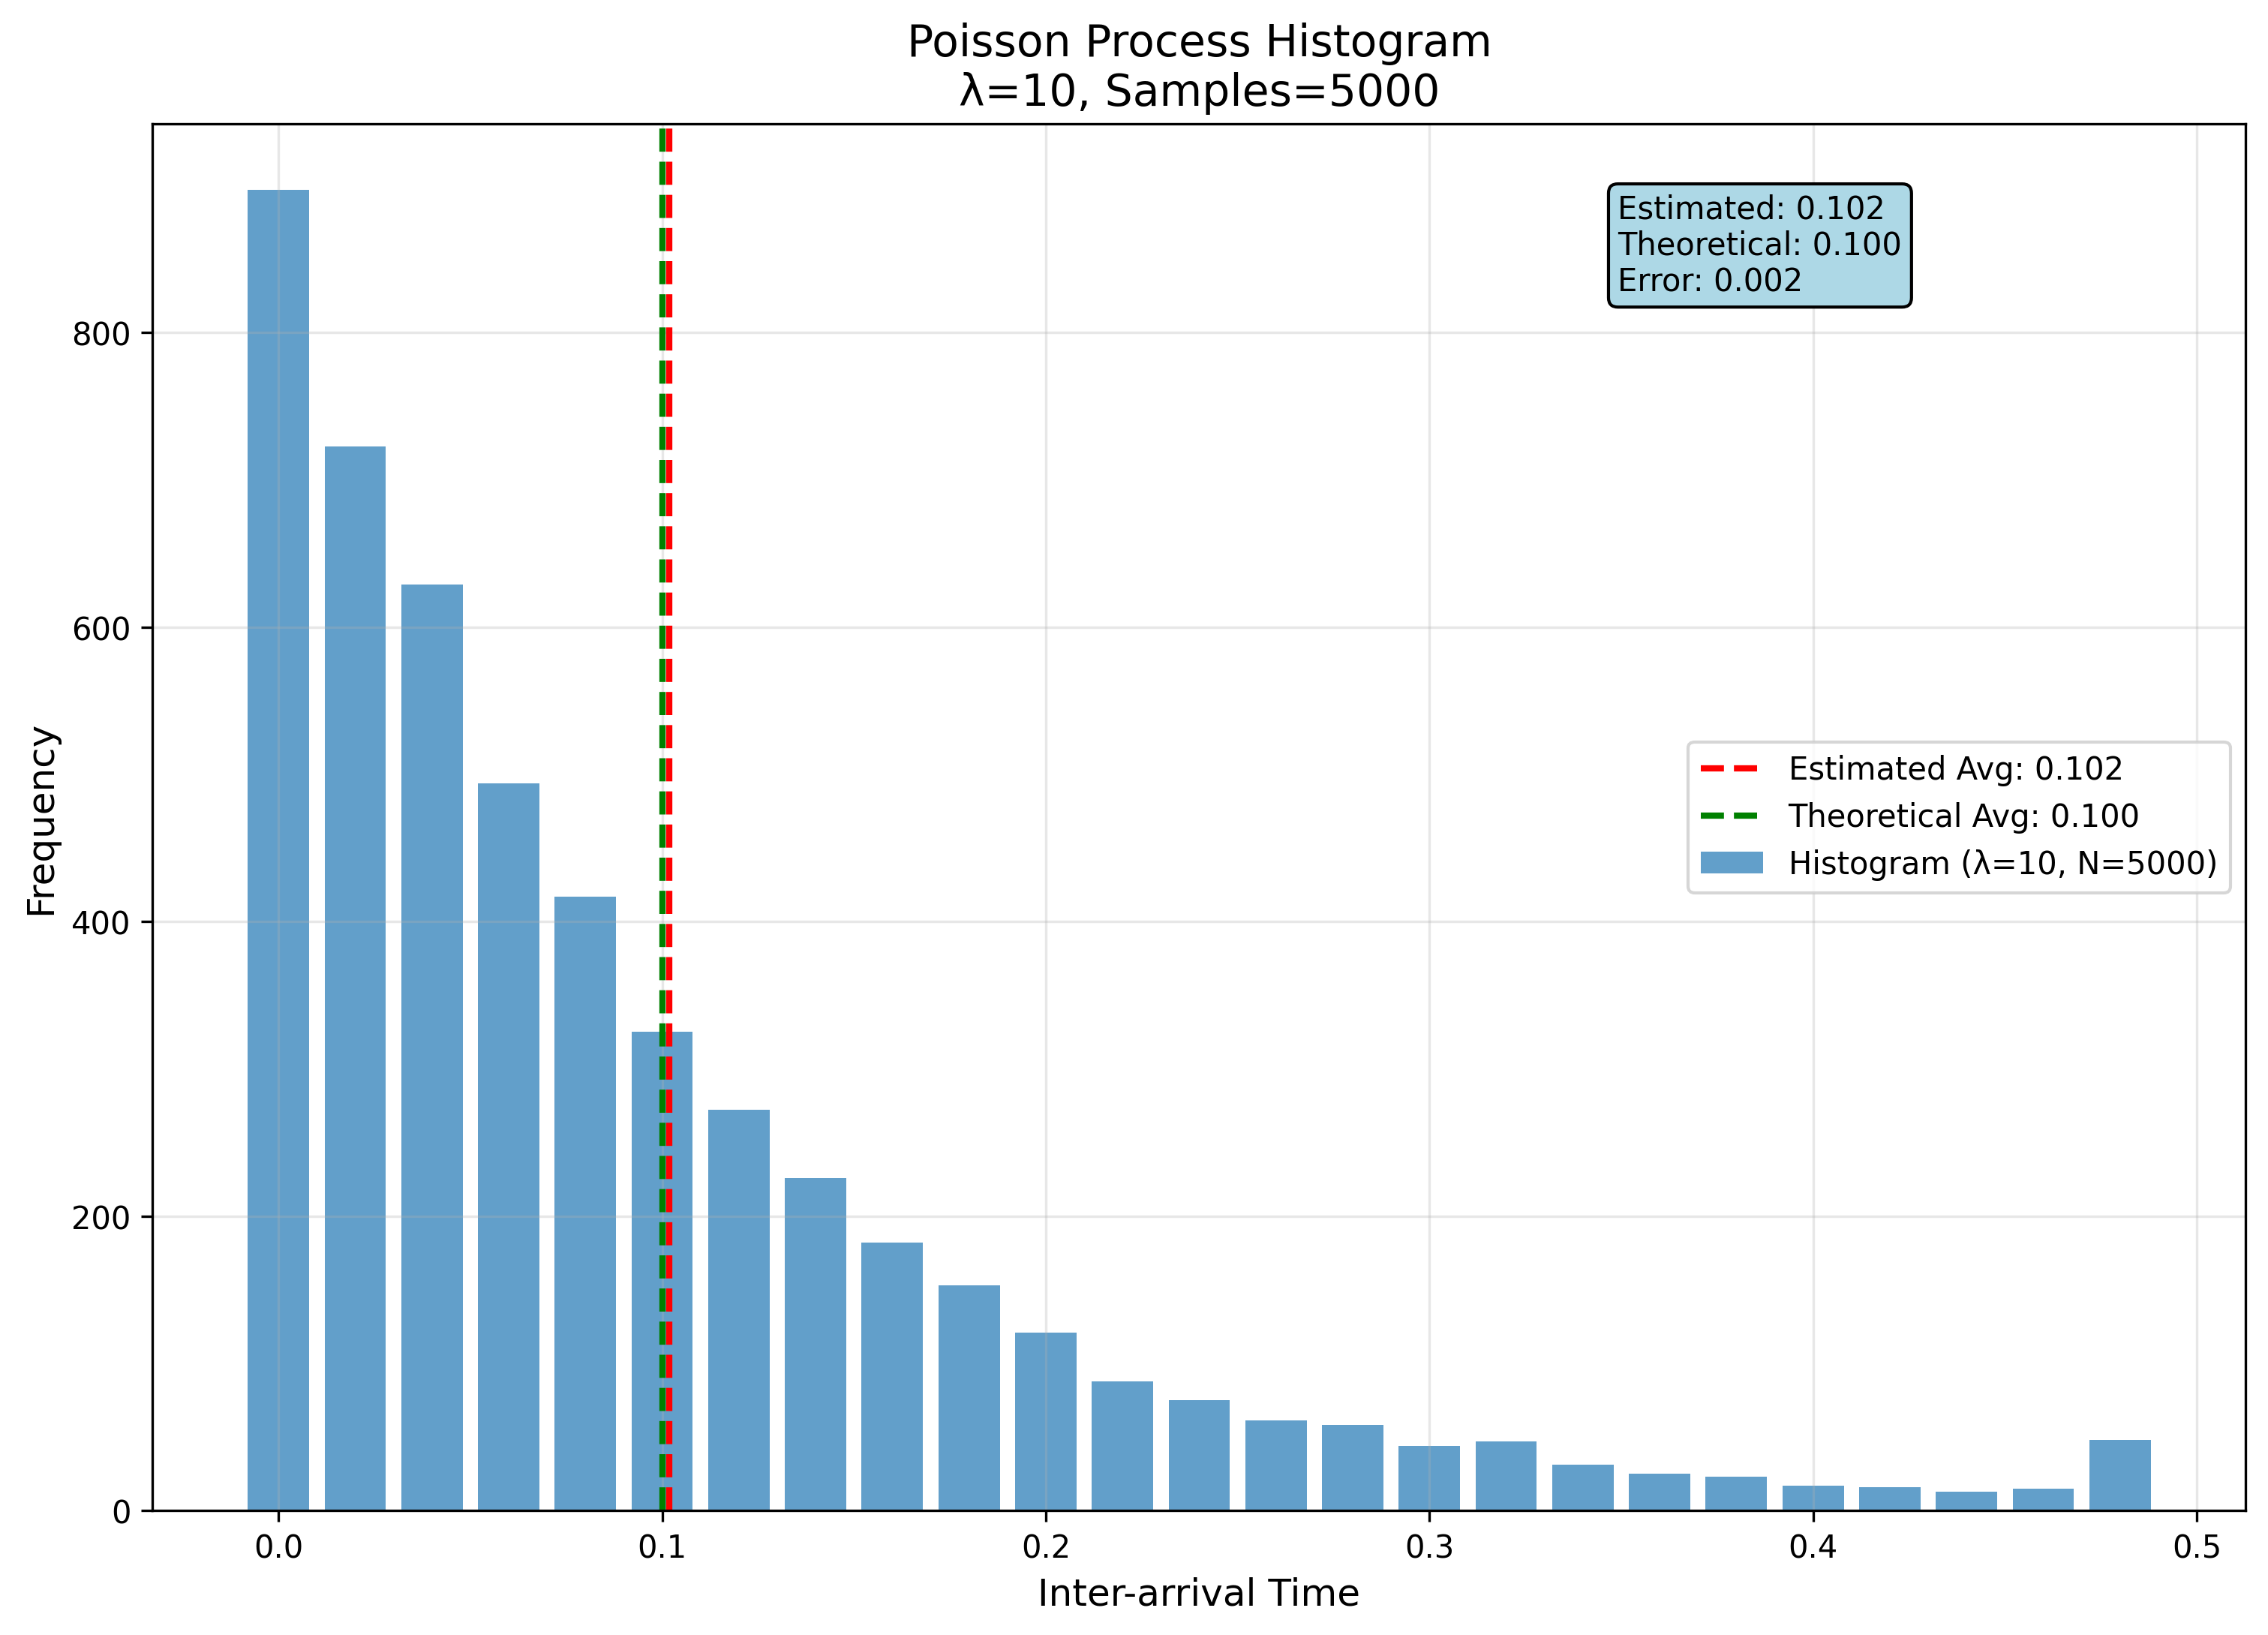 Poisson Process Histogram
λ=10, Samples=5000
Estimated: 0.102
Theoretical: 0.100
Error: 0.002
800
600
400
200
0
Frequency
Estimated Avg: 0.102
Theoretical Avg: 0.100
Histogram (λ=10, N=5000)
0.0 0.1 0.2 0.3 0.4 0.5
Inter-arrival Time